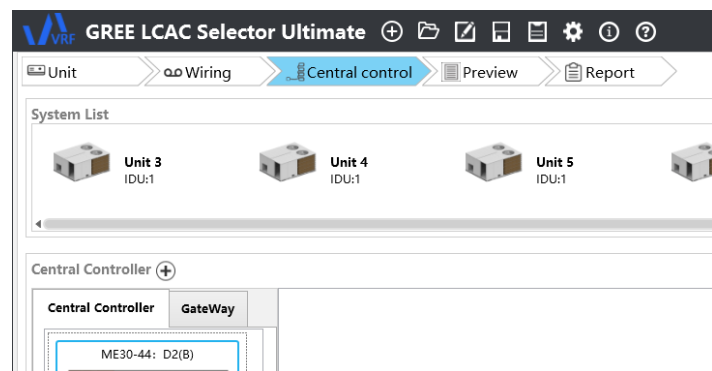 VRF GREE LCAC Selector Ultimate
Unit Wiring Central control Preview Report
System List
Unit 3 Unit 4 Unit 5
IDU:1 IDU:1 IDU:1
Central Controller
Central Controller GateWay
ME30-44: D2(B)